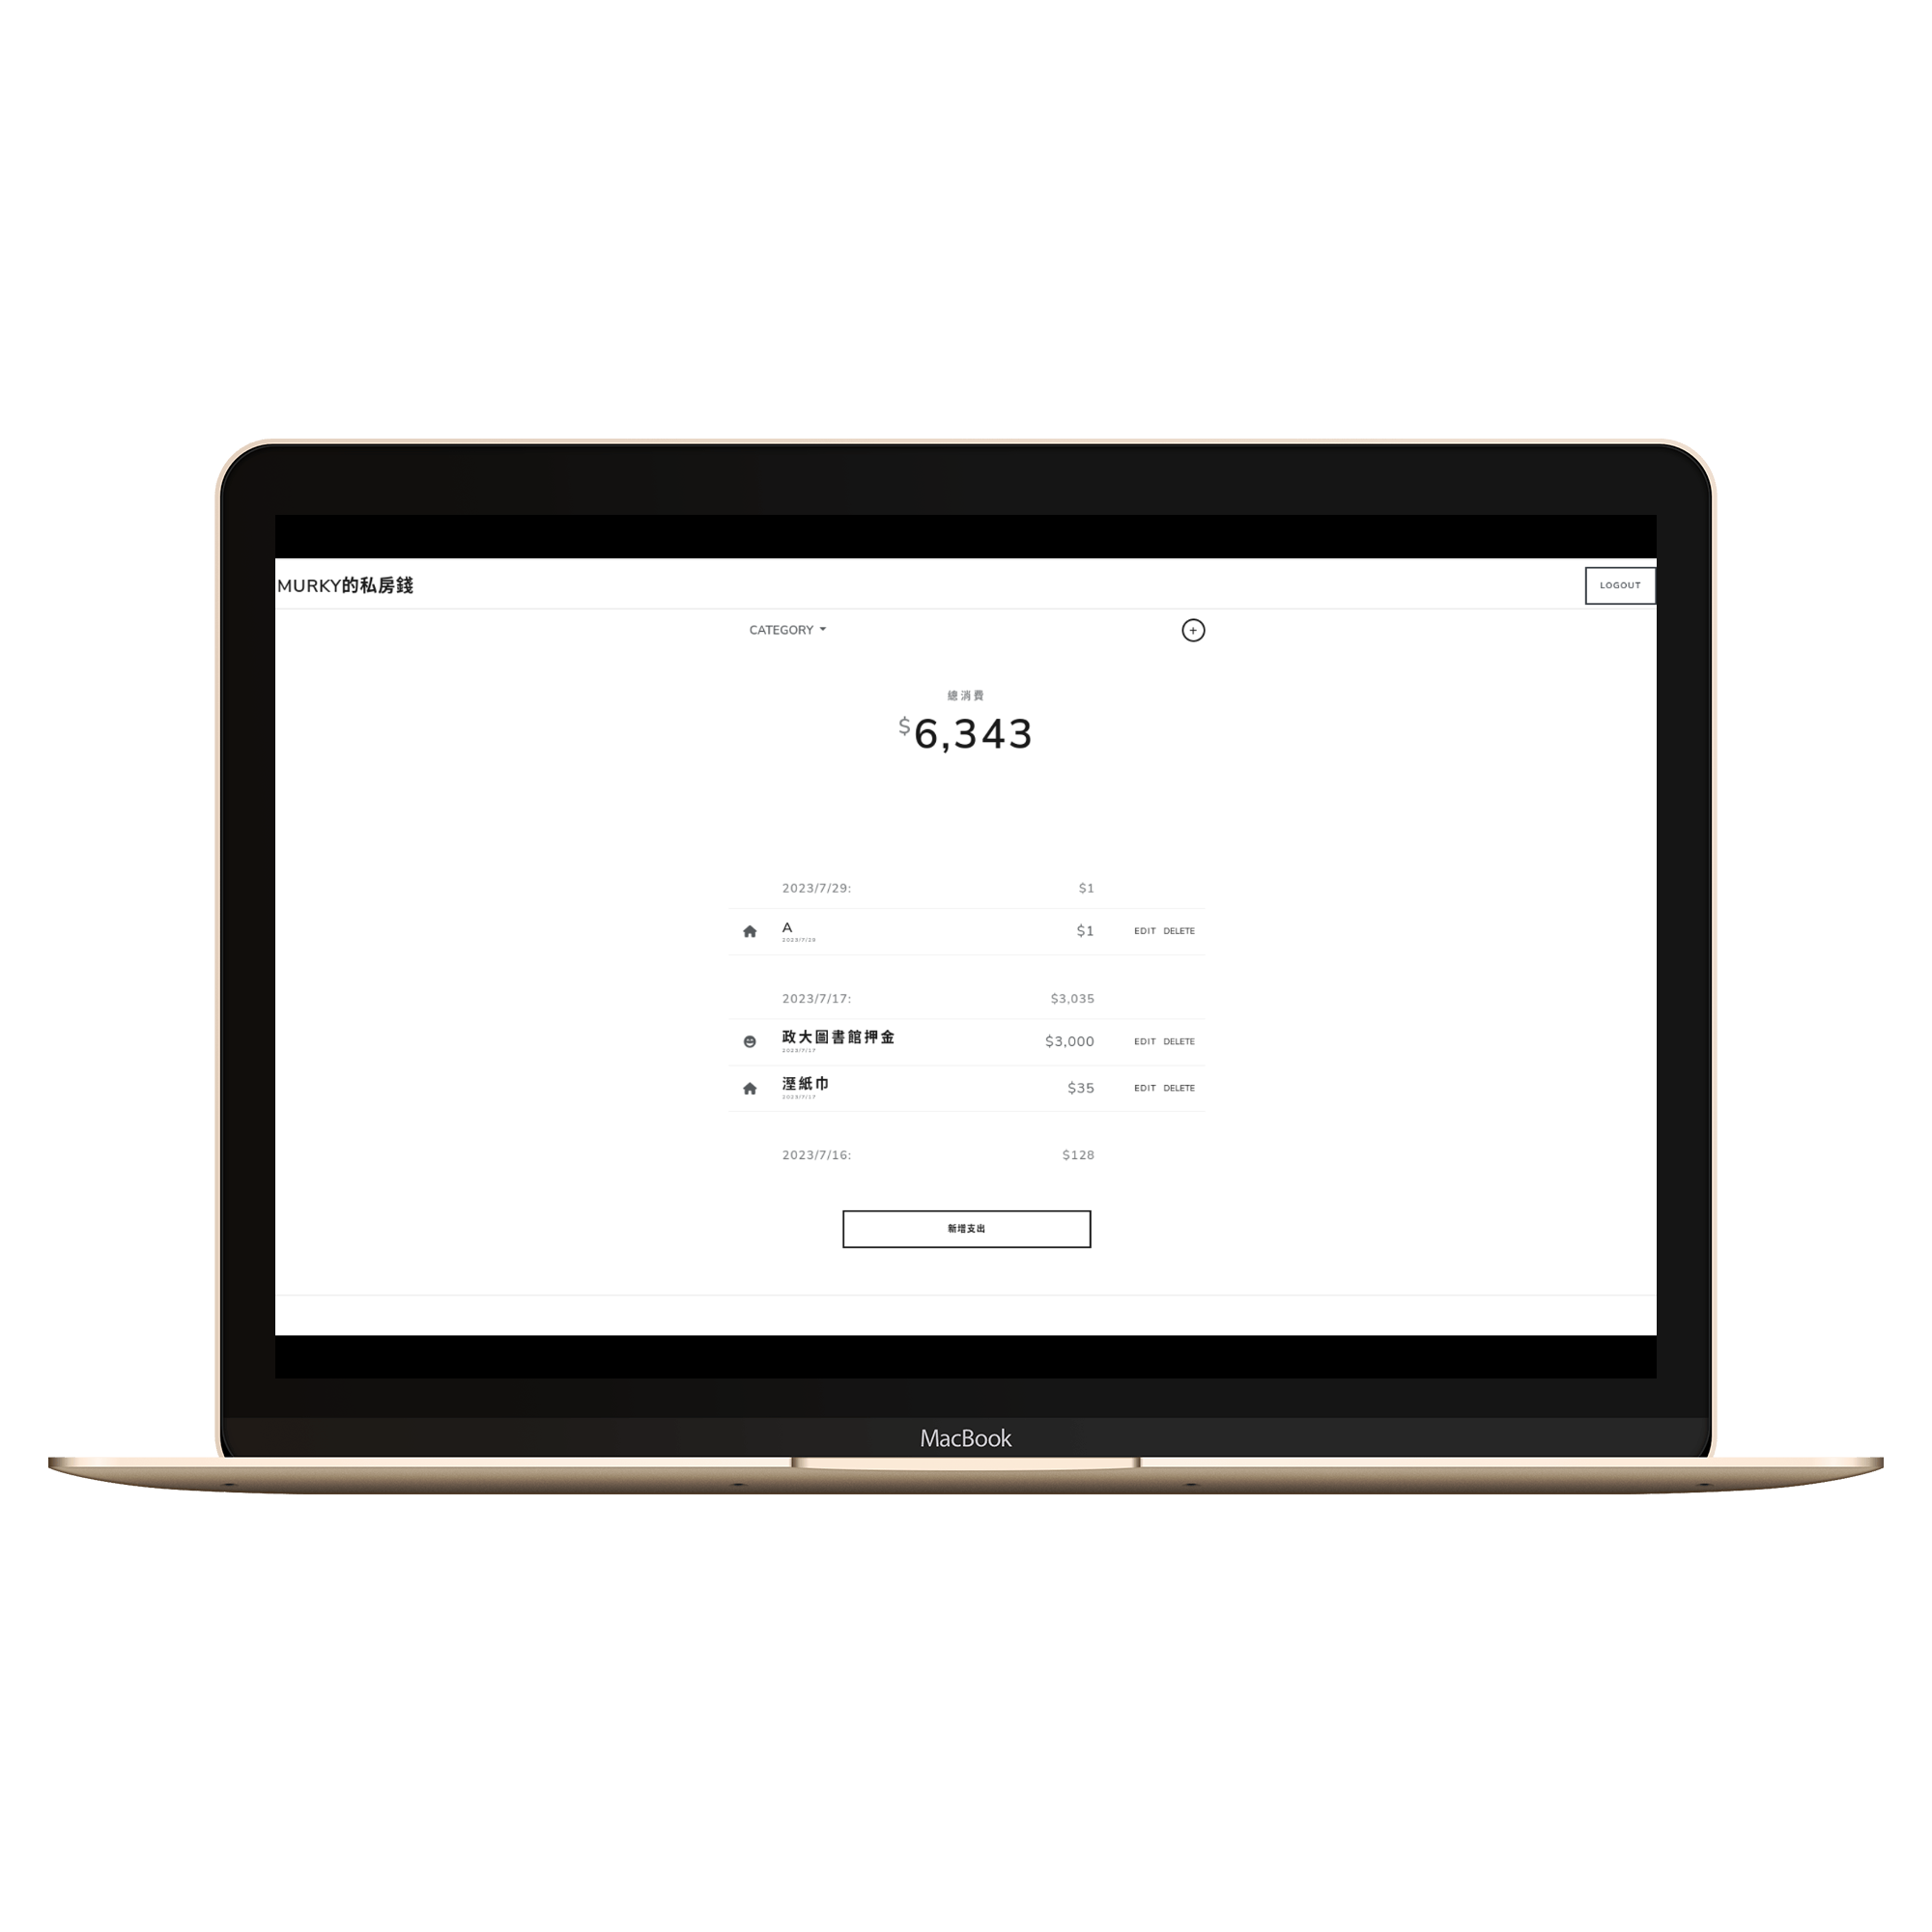 MURKY的私房錢
LOGOUT
CATEGORY
+
總消費
$6,343
2023/7/29: $1
A $1 EDIT DELETE
2023/7/29
2023/7/17: $3,035
政大圖書館押金 $3,000 EDIT DELETE
2023/7/17
溼紙巾 $35 EDIT DELETE
2023/7/17
2023/7/16: $128
新增支出
MacBook